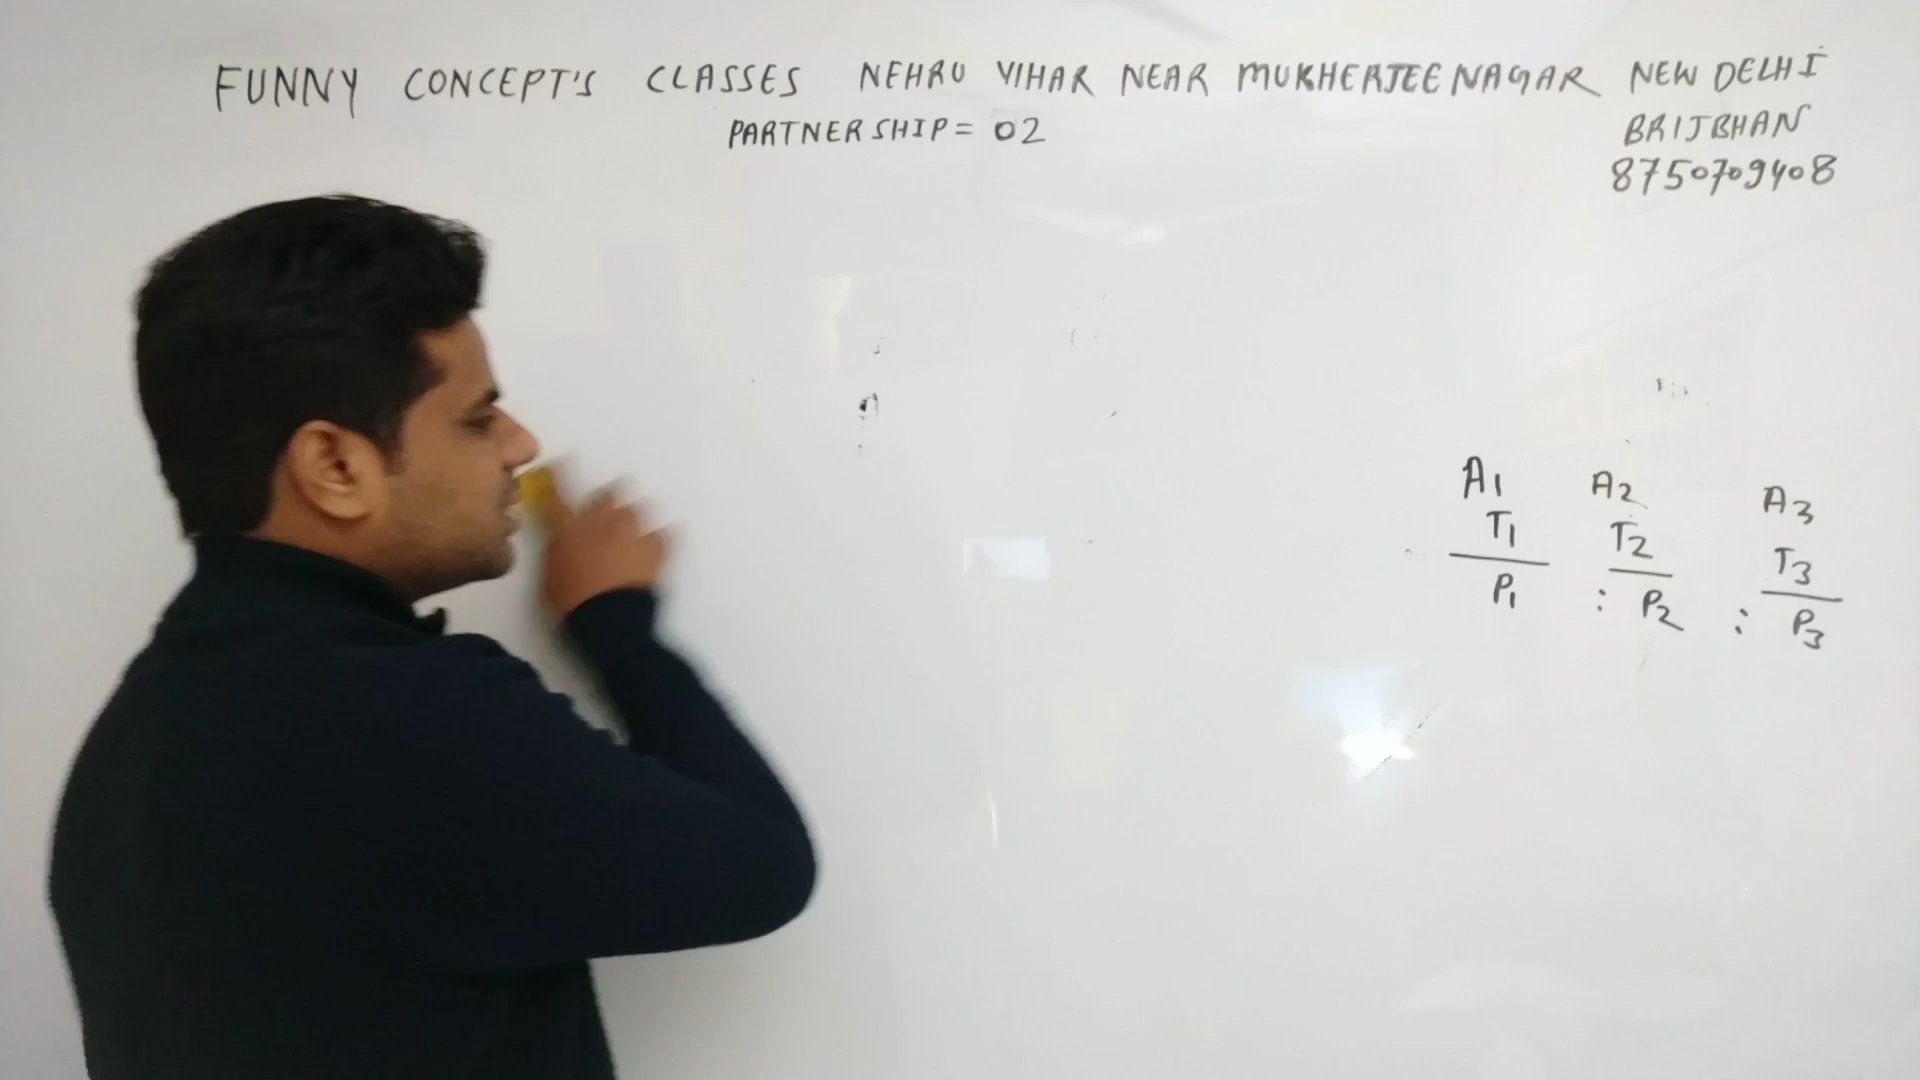 FUNNY CONCEPT'S CLASSES NEHRU VIHAR NEAR MUKHERJEE NAGAR NEW DELHI
PARTNERSHIP = 02
BRIJBHAN
8750709408
A1 A2 A3
T1 T2 T3
P1 : P2 : P3